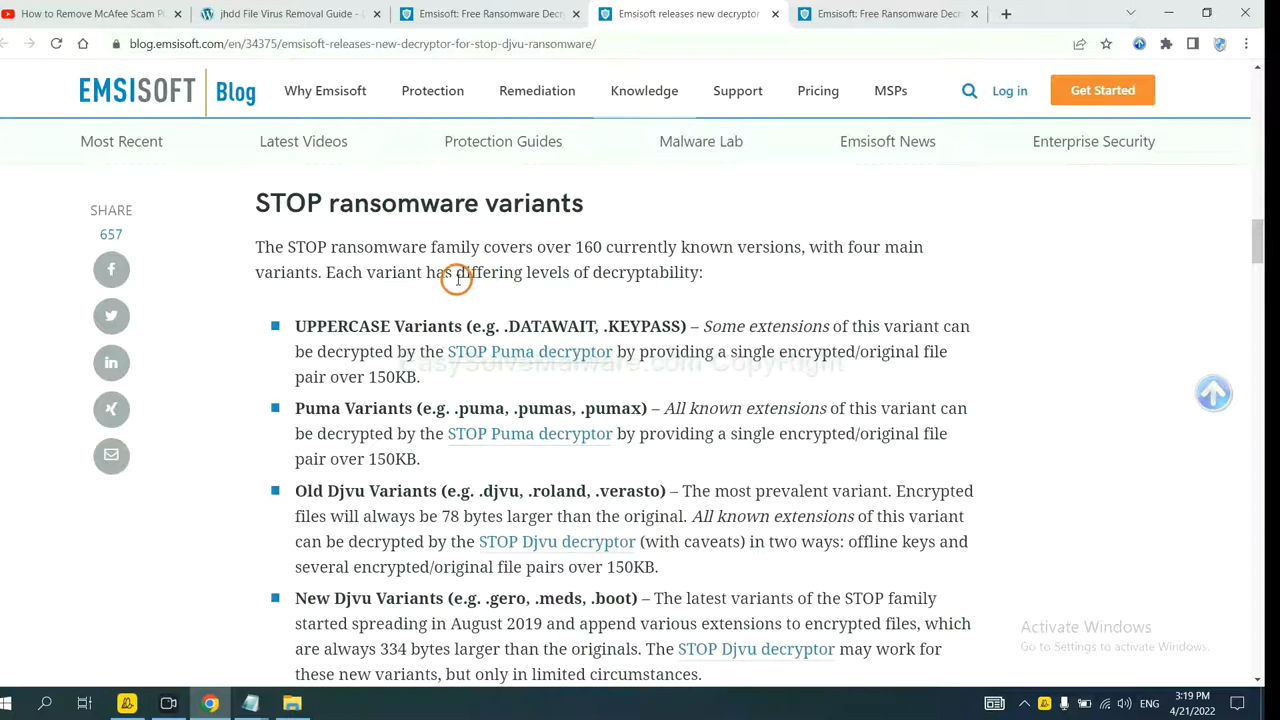 How to Remove McAfee Scam P
jhdd File Virus Removal Guide -
Emsisoft: Free Ransomware Decr
Emsisoft releases new decryptor
Emsisoft: Free Ransomware Decr
blog.emsisoft.com/en/34375/emsisoft-releases-new-decryptor-for-stop-djvu-ransomware/
EMSISOFT Blog Why Emsisoft Protection Remediation Knowledge Support Pricing MSPs Log in Get Started
Most Recent Latest Videos Protection Guides Malware Lab Emsisoft News Enterprise Security
STOP ransomware variants
SHARE
657
The STOP ransomware family covers over 160 currently known versions, with four main
variants. Each variant has differing levels of decryptability:
UPPERCASE Variants (e.g. .DATAWAIT, .KEYPASS) – Some extensions of this variant can
be decrypted by the STOP Puma decryptor by providing a single encrypted/original file
EasySolveMalware.com Copyright
pair over 150KB.
Puma Variants (e.g. .puma, .pumas, .pumax) – All known extensions of this variant can
be decrypted by the STOP Puma decryptor by providing a single encrypted/original file
pair over 150KB.
Old Djvu Variants (e.g. .djvu, .roland, .verasto) – The most prevalent variant. Encrypted
files will always be 78 bytes larger than the original. All known extensions of this variant
can be decrypted by the STOP Djvu decryptor (with caveats) in two ways: offline keys and
several encrypted/original file pairs over 150KB.
New Djvu Variants (e.g. .gero, .meds, .boot) – The latest variants of the STOP family
started spreading in August 2019 and append various extensions to encrypted files, which
are always 334 bytes larger than the originals. The STOP Djvu decryptor may work for
these new variants, but only in limited circumstances.
Activate Windows
Go to Settings to activate Windows.
ENG
3:19 PM
4/21/2022